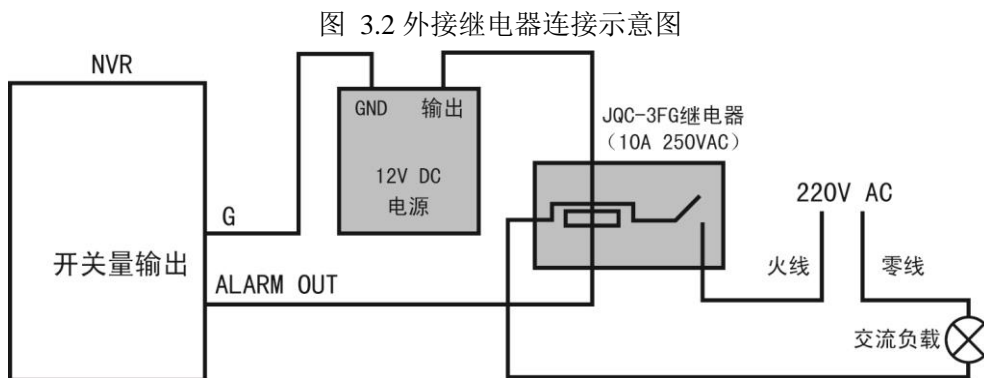 图 3.2 外接继电器连接示意图
NVR
GND 输出
JQC-3FG继电器
（10A 250VAC）
12V DC
电源
220V AC
G
开关量输出
火线 零线
ALARM OUT
交流负载